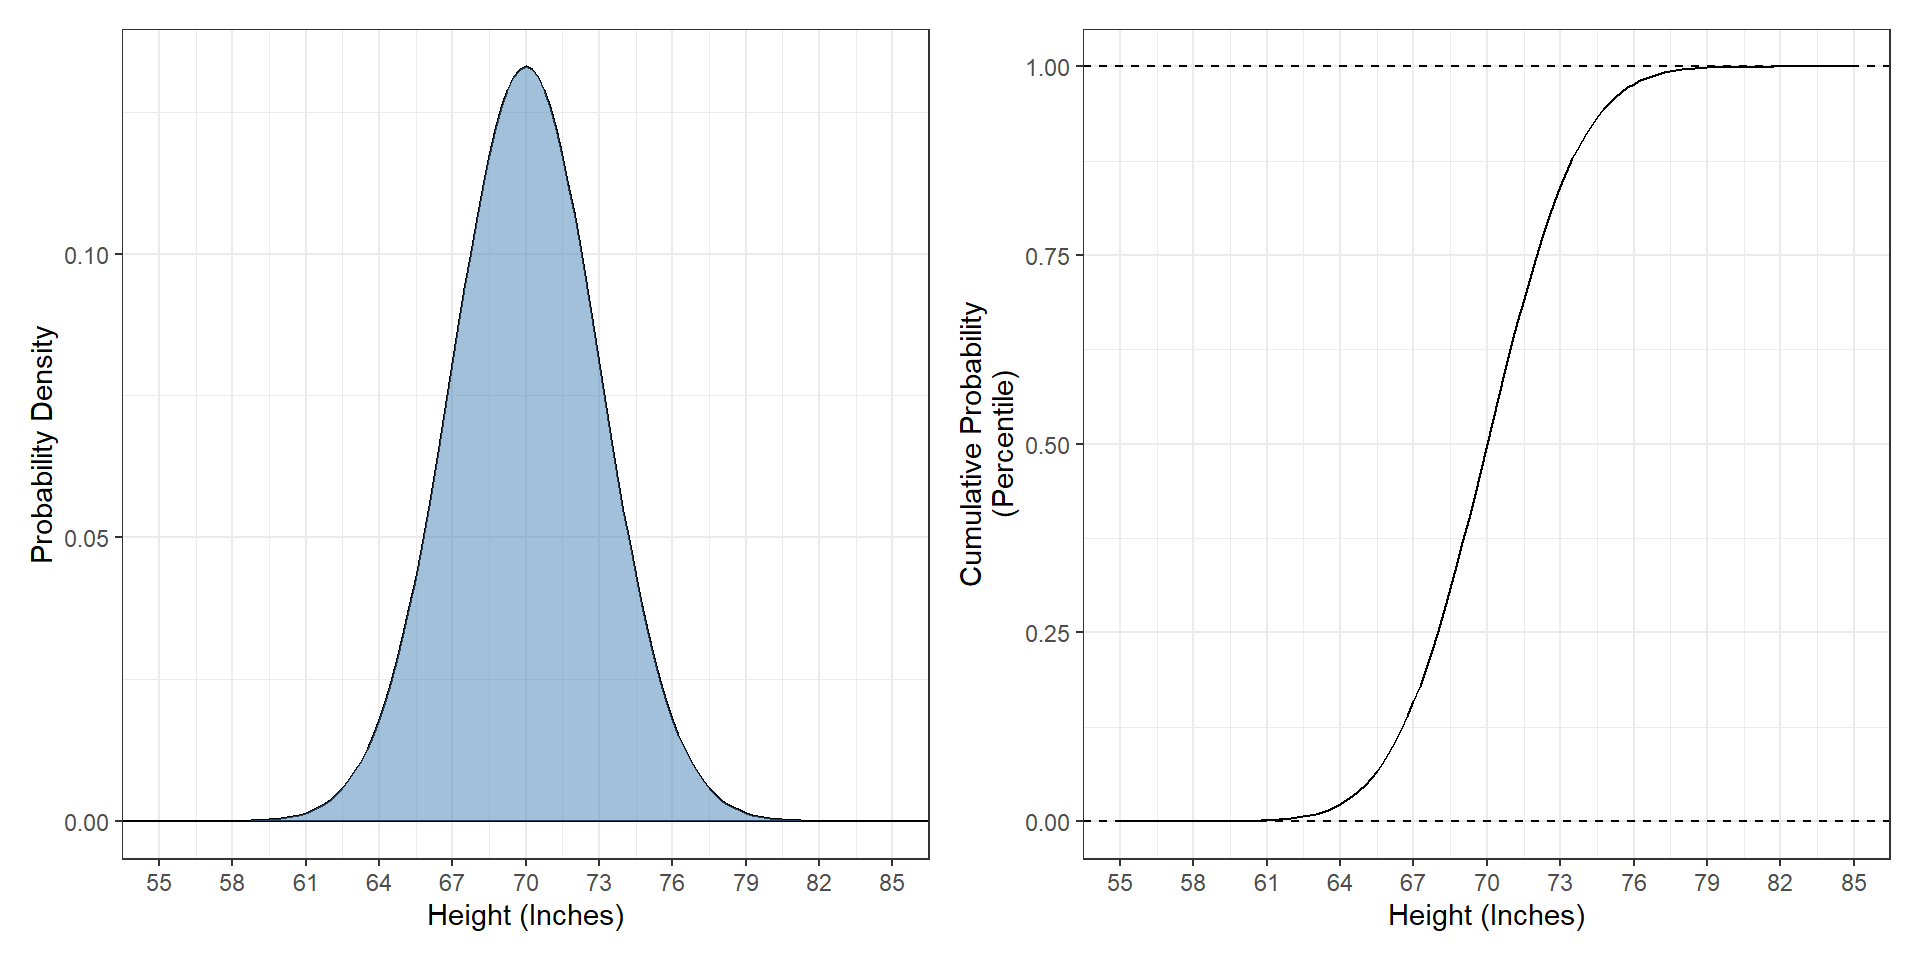 Probability Density
0.10
0.05
0.00
55 58 61 64 67 70 73 76 79 82 85
Height (Inches)
Cumulative Probability
(Percentile)
1.00
0.75
0.50
0.25
0.00
55 58 61 64 67 70 73 76 79 82 85
Height (Inches)